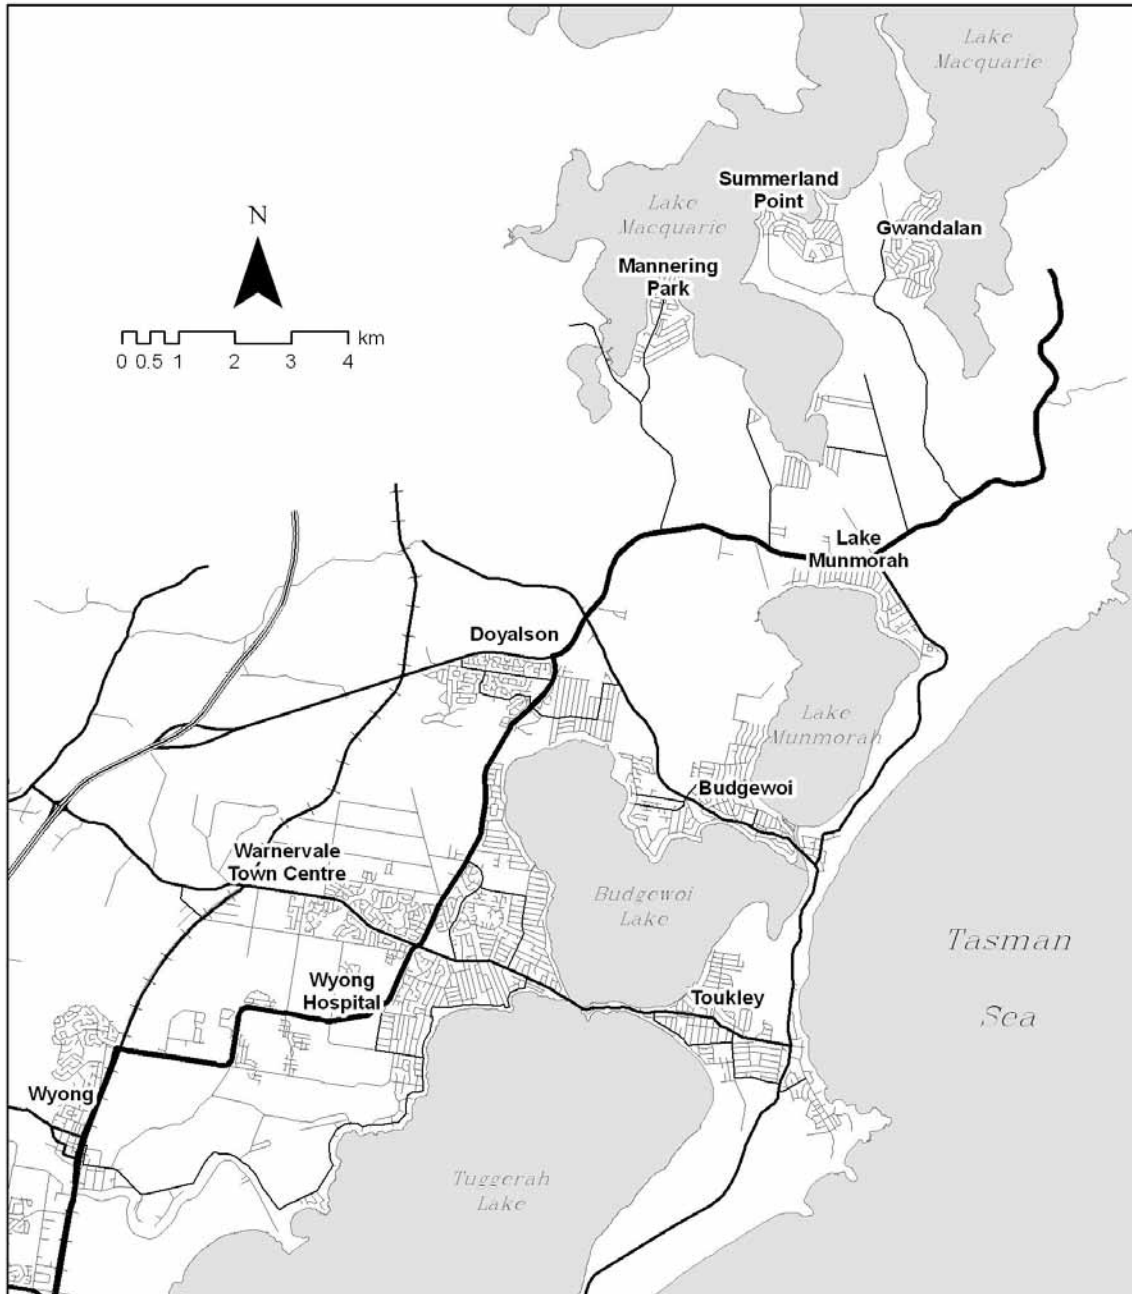 Lake
Macquarie
Summerland
Point
Lake
Macquarie
Gwandalan
N
Mannering
Park
km
0 0.5 1 2 3 4
Lake
Munmorah
Doyalson
Lake
Munmorah
Budgewoi
Warnervale
Town Centre
Budgewoi
Lake
Tasman
Sea
Wyong
Hospital
Toukley
Wyong
Tuggerah
Lake